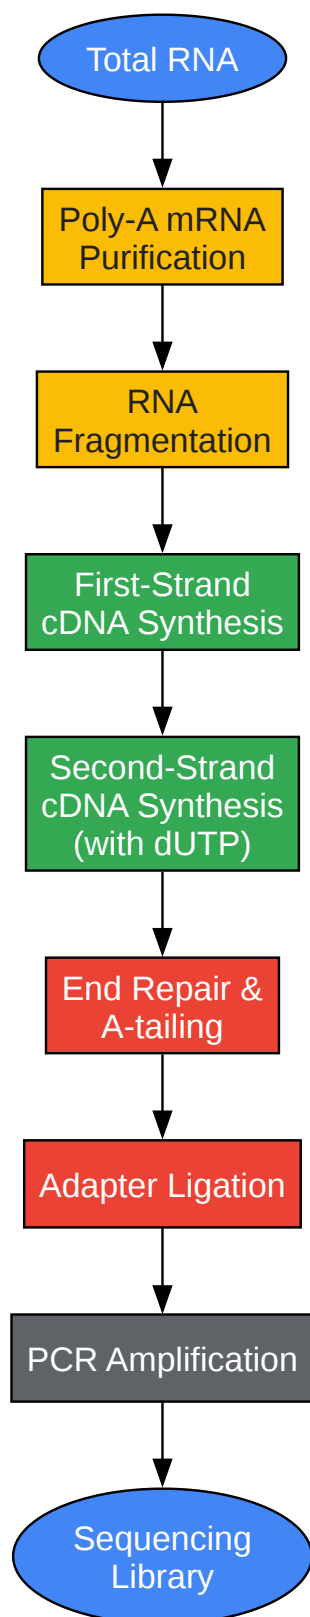 Total RNA
Poly-A mRNA
Purification
RNA
Fragmentation
First-Strand
cDNA Synthesis
Second-Strand
cDNA Synthesis
(with dUTP)
End Repair &
A-tailing
Adapter Ligation
PCR Amplification
Sequencing
Library